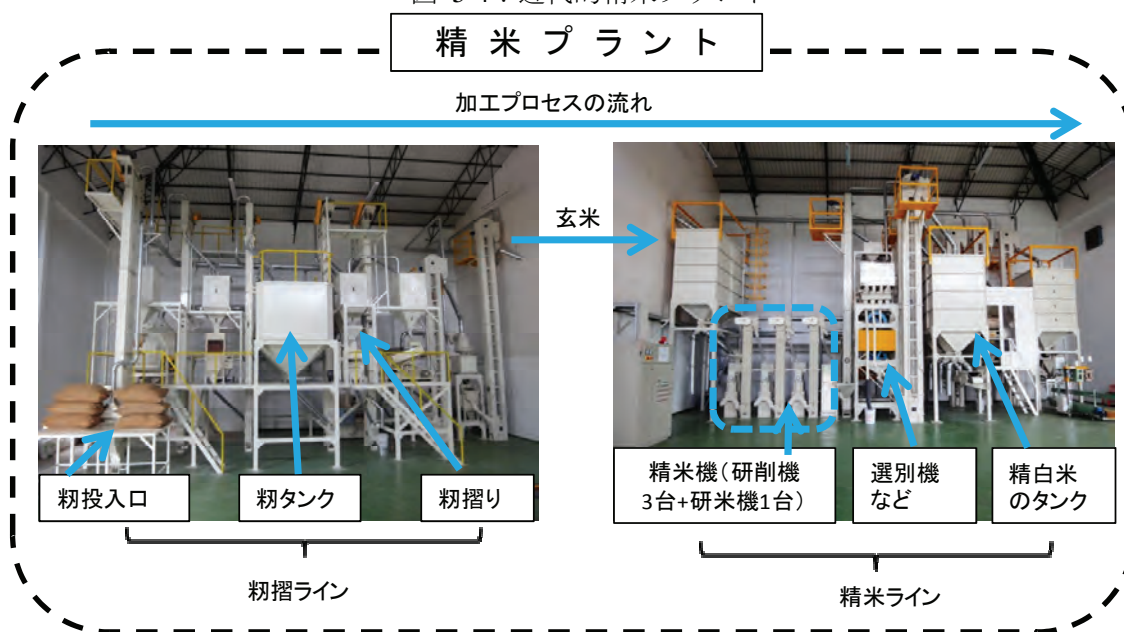 精米プラント
加工プロセスの流れ
玄米
籾投入口
籾タンク
籾摺り
精米機（研削機
3台+研米機1台）
選別機
など
精白米
のタンク
籾摺ライン
精米ライン